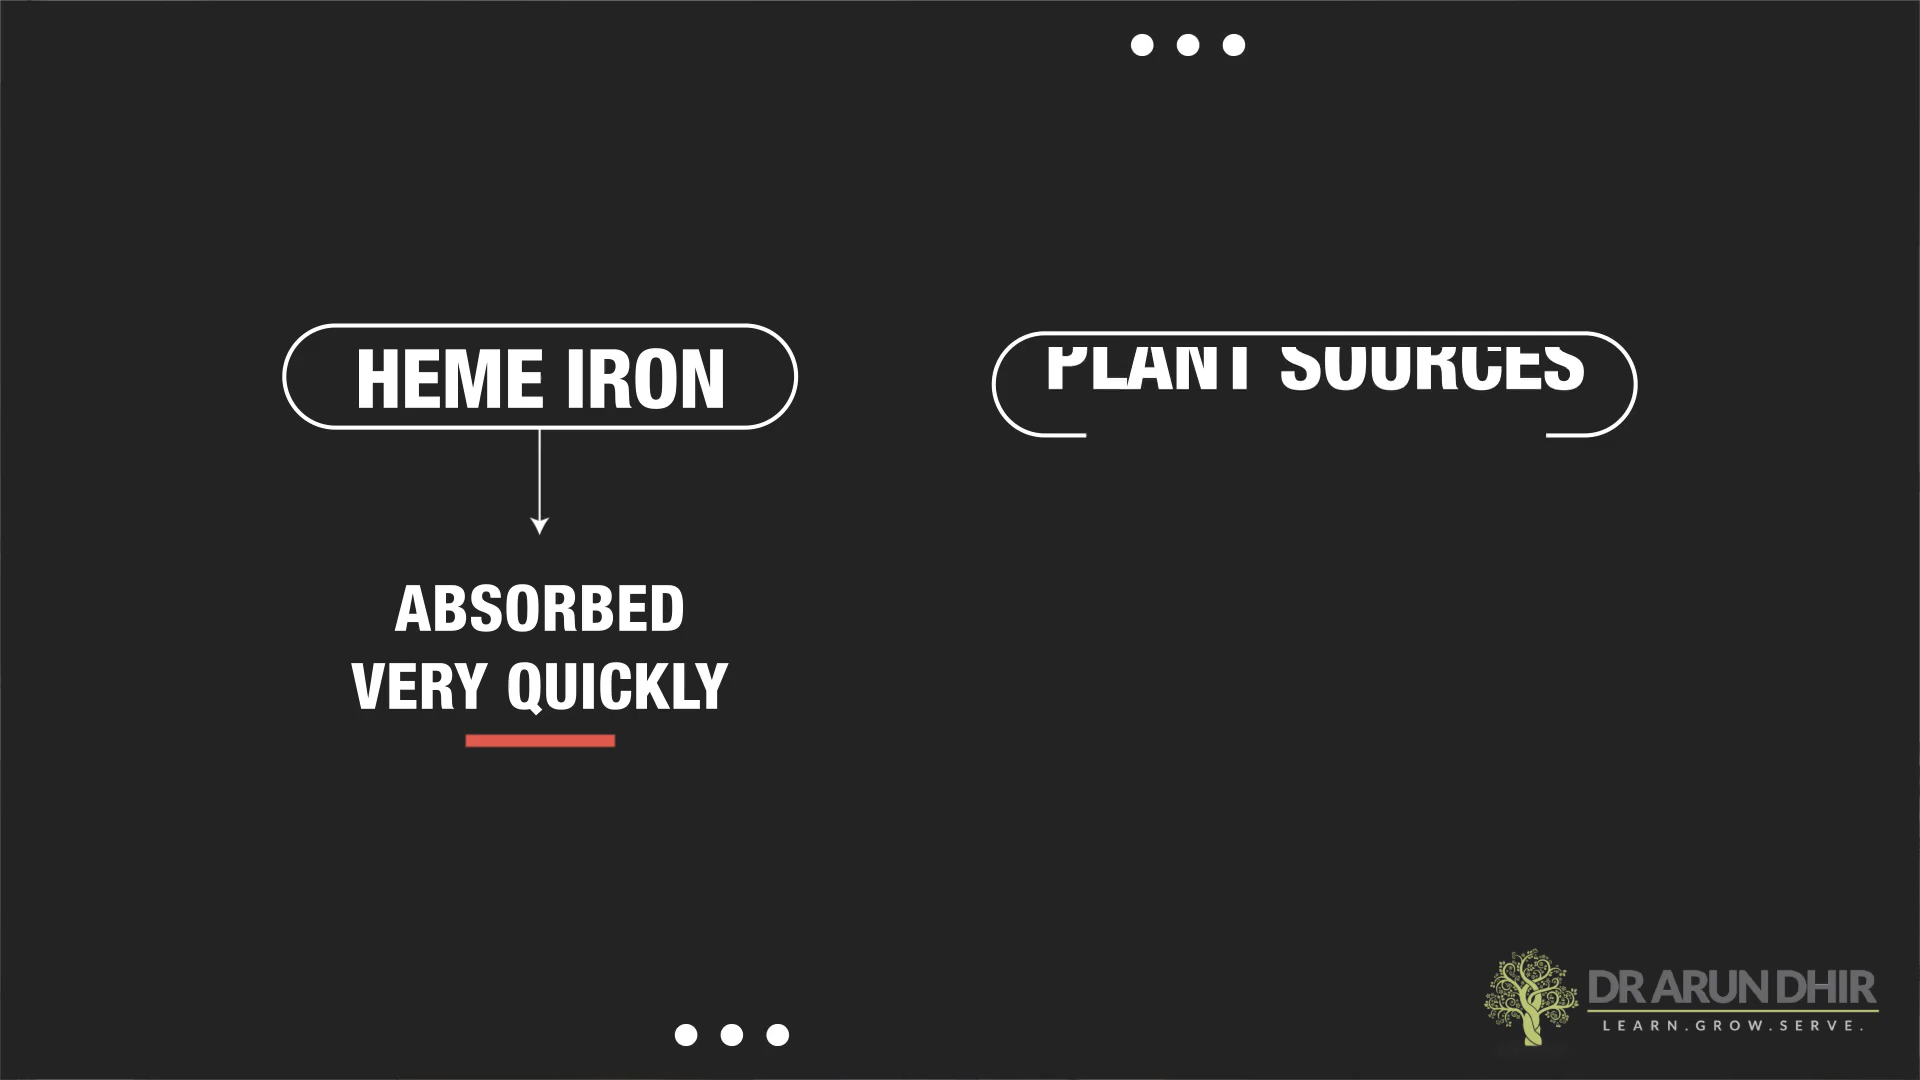 HEME IRON
PLANT SOURCES
ABSORBED
VERY QUICKLY
DR ARUN DHIR
LEARN.GROW.SERVE.